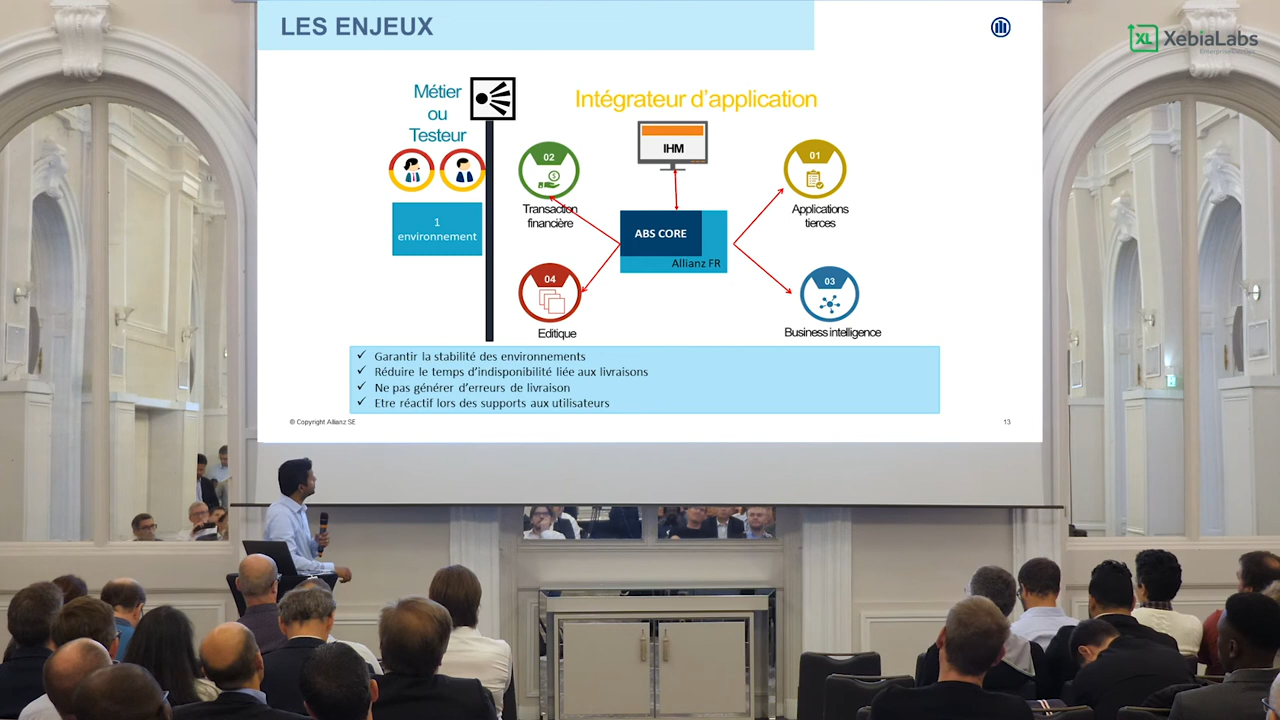 LES ENJEUX
XL XebiaLabs
Métier
ou
Testeur
Intégrateur d'application
IHM
02
01
Transaction
financière
Applications
tierces
1
environnement
ABS CORE
Allianz FR
04
03
Editique
Business intelligence
✓ Garantir la stabilité des environnements
✓ Réduire le temps d'indisponibilité liée aux livraisons
✓ Ne pas générer d'erreurs de livraison
✓ Etre réactif lors des supports aux utilisateurs
© Copyright Allianz SE
13